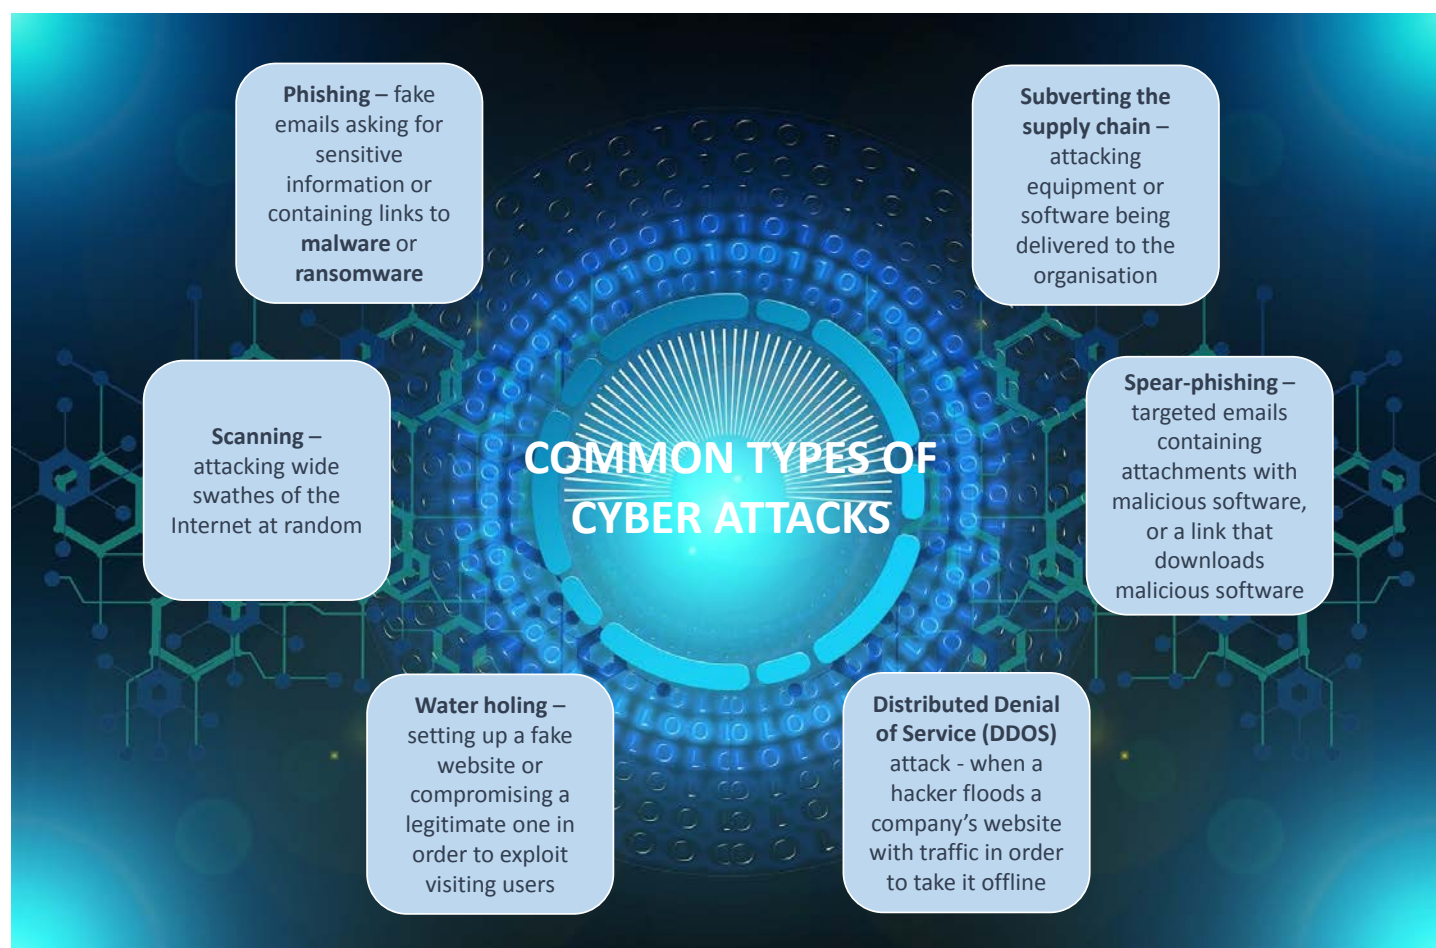 Phishing – fake
emails asking for
sensitive
information or
containing links to
malware or
ransomware
Subverting the
supply chain –
attacking
equipment or
software being
delivered to the
organisation
Scanning –
attacking wide
swathes of the
Internet at random
COMMON TYPES OF
CYBER ATTACKS
Spear-phishing –
targeted emails
containing
attachments with
malicious software,
or a link that
downloads
malicious software
Water holing –
setting up a fake
website or
compromising a
legitimate one in
order to exploit
visiting users
Distributed Denial
of Service (DDOS)
attack - when a
hacker floods a
company’s website
with traffic in order
to take it offline